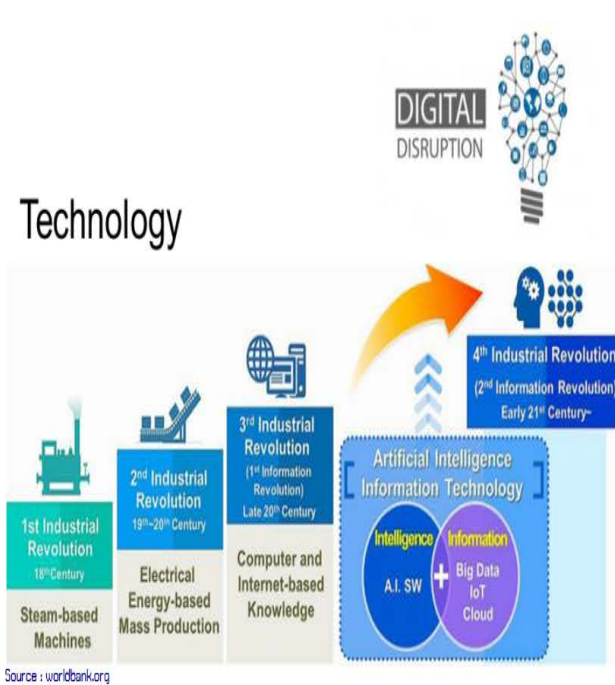 DIGITAL
DISRUPTION
Technology
1st Industrial
Revolution
18th Century
Steam-based
Machines
2nd Industrial
Revolution
19th~20th Century
Electrical
Energy-based
Mass Production
3rd Industrial
Revolution
(1st Information
Revolution)
Late 20th Century
Computer and
Internet-based
Knowledge
Artificial Intelligence
Information Technology
Intelligence
A.I. SW
+
Information
Big Data
IoT
Cloud
4th Industrial Revolution
(2nd Information Revolution)
Early 21st Century~
Source : worldbank.org